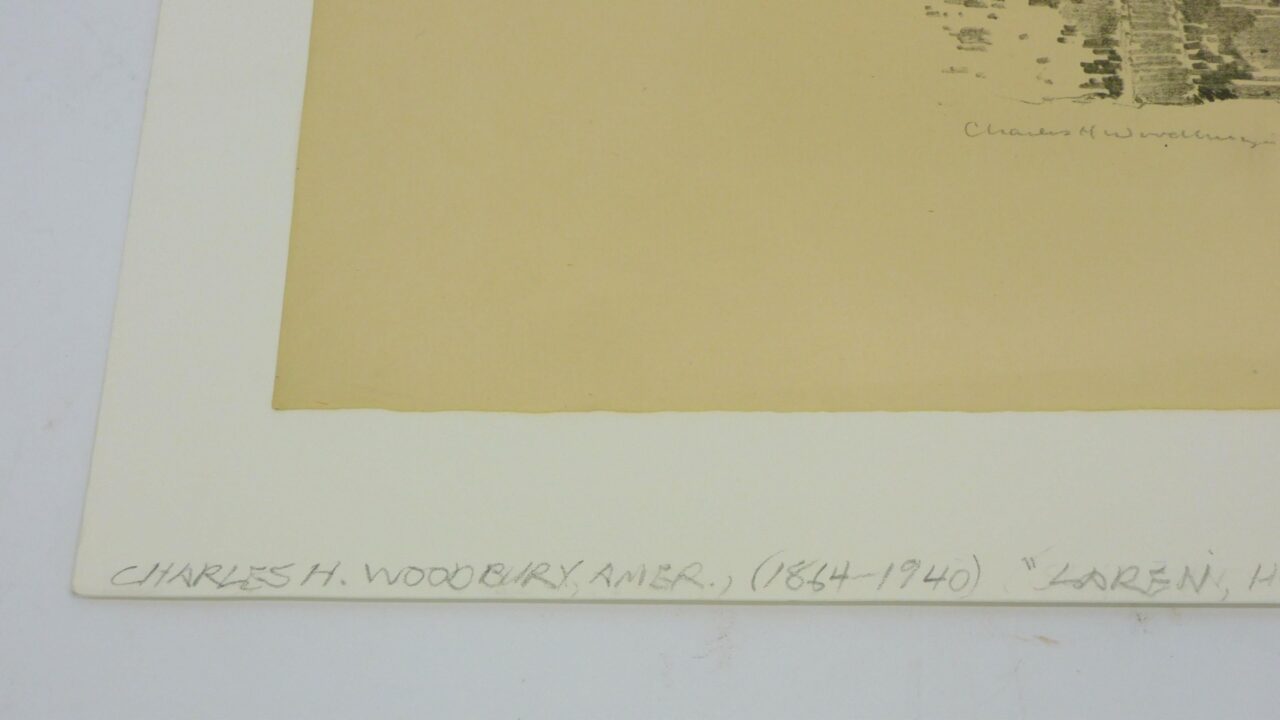 Charles H Woodbury
CHARLES H. WOODBURY, AMER., (1864-1940) "LAREN, H